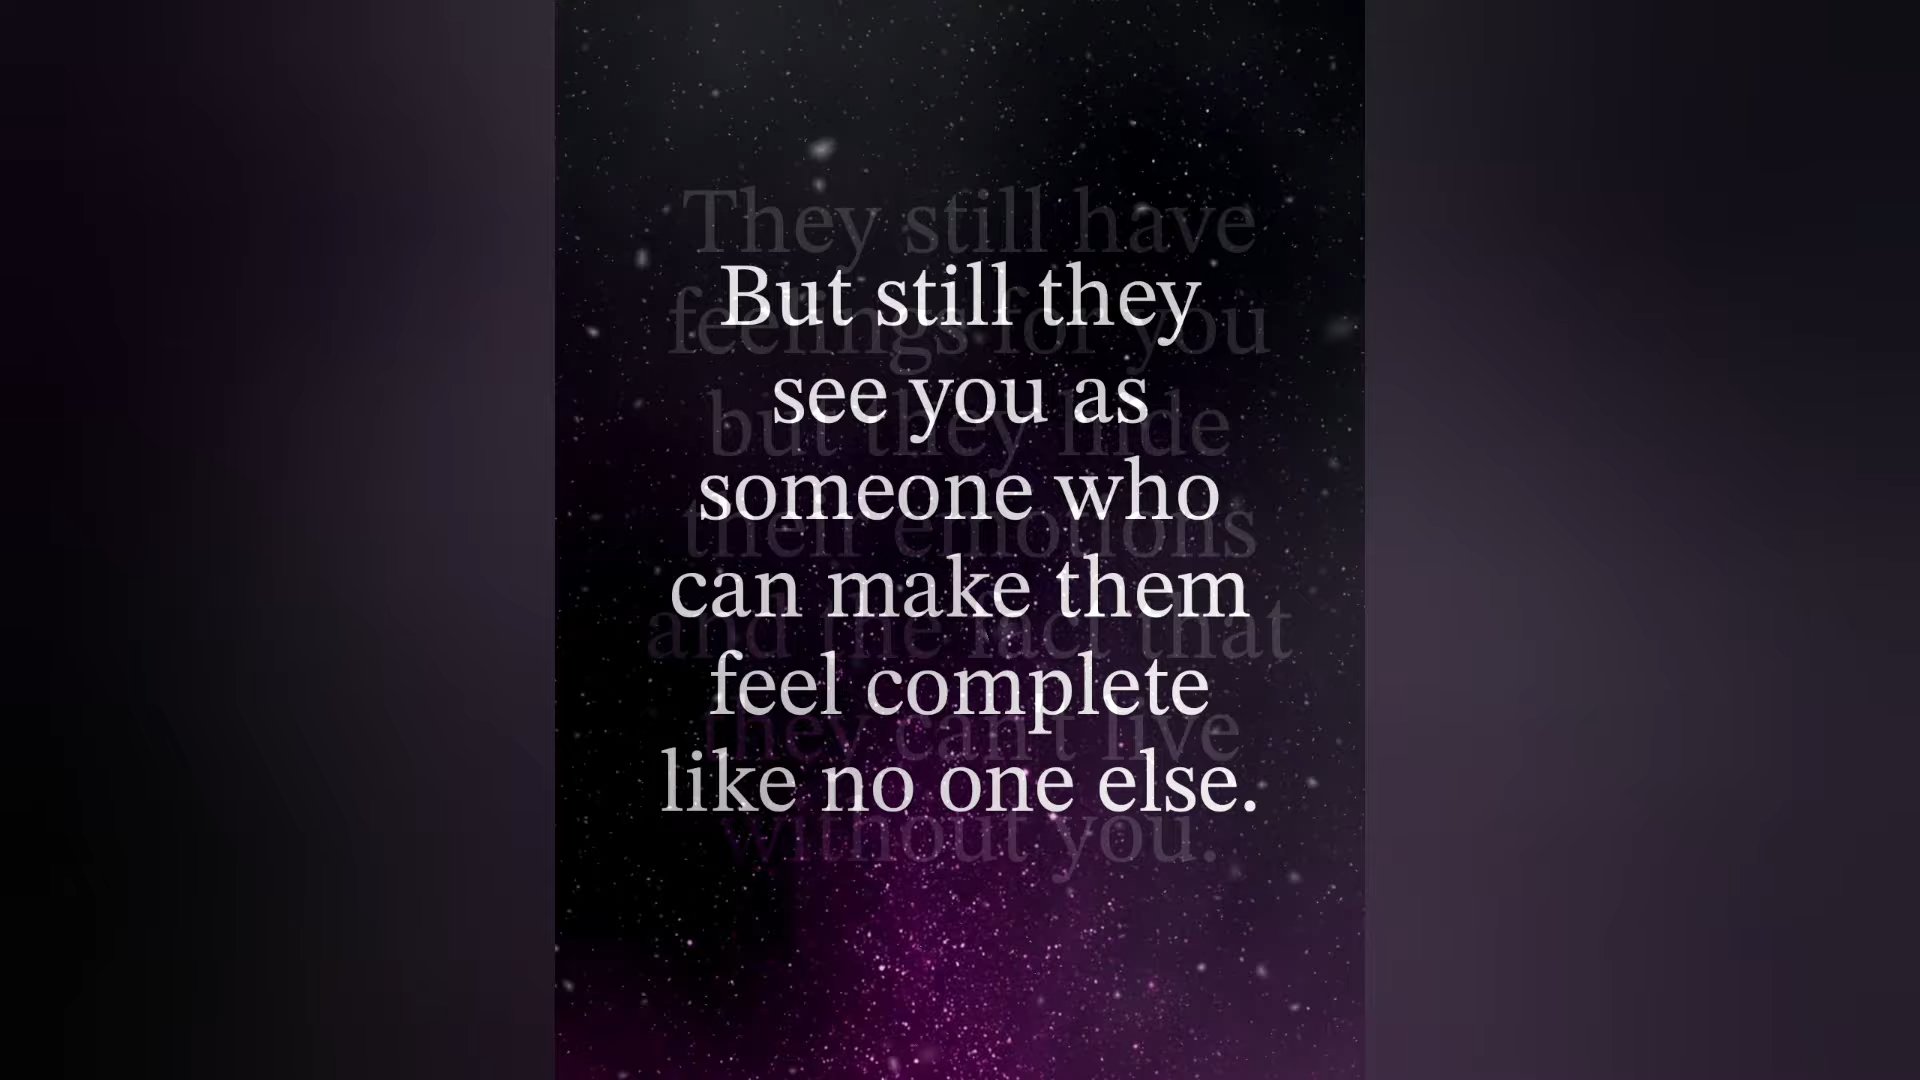 They still have
feelings for you
but they hide
their emotions
and the fact that
they can't live
without you.
But still they
see you as
someone who
can make them
feel complete
like no one else.